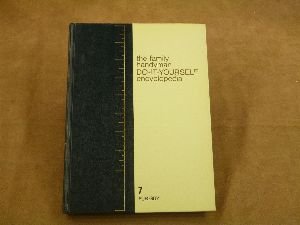 the family
handyman
DO-IT-YOURSELF
encyclopedia
7